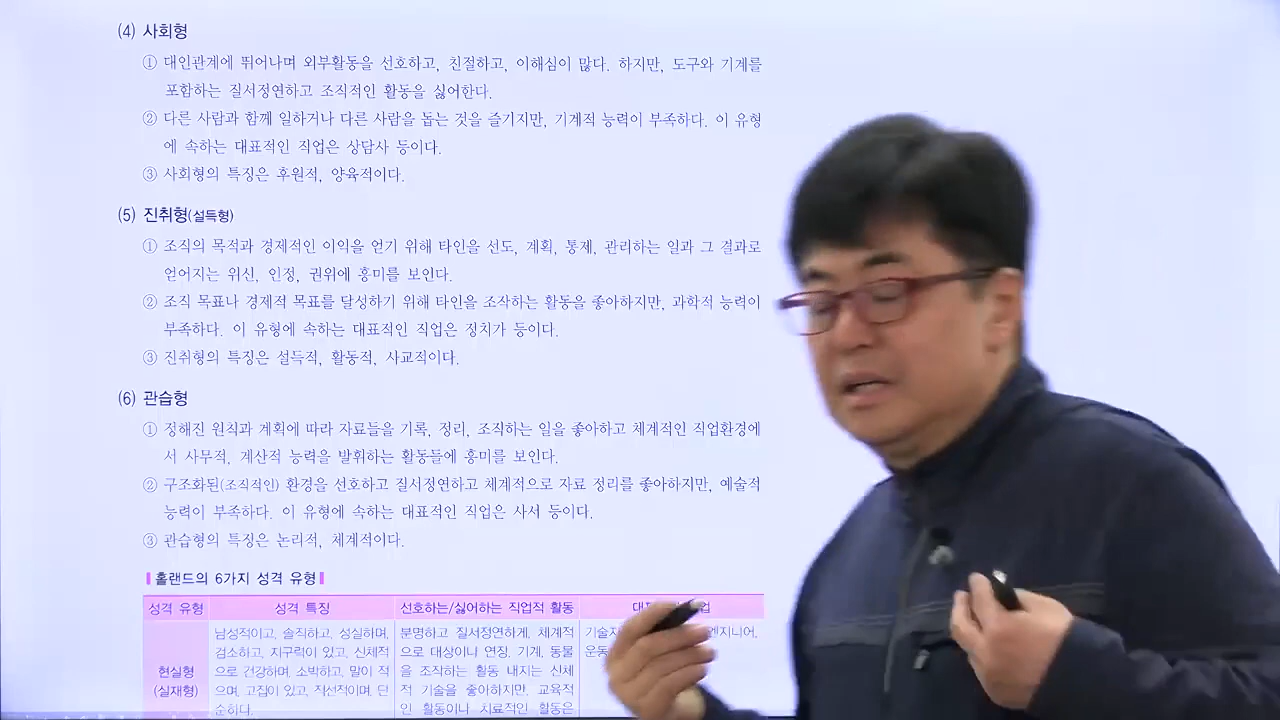 (4) 사회형
① 대인관계에 뛰어나며 외부활동을 선호하고, 친절하고, 이해심이 많다. 하지만, 도구와 기계를
포함하는 질서정연하고 조직적인 활동을 싫어한다.
② 다른 사람과 함께 일하거나 다른 사람을 돕는 것을 즐기지만, 기계적 능력이 부족하다. 이 유형
에 속하는 대표적인 직업은 상담사 등이다.
③ 사회형의 특징은 후원적, 양육적이다.
(5) 진취형(설득형)
① 조직의 목적과 경제적인 이익을 얻기 위해 타인을 선도, 계획, 통제, 관리하는 일과 그 결과로
얻어지는 위신, 인정, 권위에 흥미를 보인다.
② 조직 목표나 경제적 목표를 달성하기 위해 타인을 조작하는 활동을 좋아하지만, 과학적 능력이
부족하다. 이 유형에 속하는 대표적인 직업은 정치가 등이다.
③ 진취형의 특징은 설득적, 활동적, 사교적이다.
(6) 관습형
① 정해진 원칙과 계획에 따라 자료들을 기록, 정리, 조직하는 일을 좋아하고 체계적인 직업환경에
서 사무적, 계산적 능력을 발휘하는 활동들에 흥미를 보인다.
② 구조화된(조직적인) 환경을 선호하고 질서정연하고 체계적으로 자료 정리를 좋아하지만, 예술적
능력이 부족하다. 이 유형에 속하는 대표적인 직업은 사서 등이다.
③ 관습형의 특징은 논리적, 체계적이다.
홀랜드의 6가지 성격 유형
성격 유형 성격 특징 선호하는/싫어하는 직업적 활동
현실형
(실재형)
남성적이고, 솔직하고, 성실하며,
검소하고, 지구력이 있고, 신체적
으로 건강하며, 소박하고, 말이 적
으며, 고집이 있고, 직선적이며, 단
순하다.
분명하고 질서정연하게, 체계적
으로 대상이나 연장, 기계, 동물
을 조작하는 활동 내지는 신체
적 기술을 좋아하지만, 교육적
인 활동이나 치료적인 활동은
엔지니어,